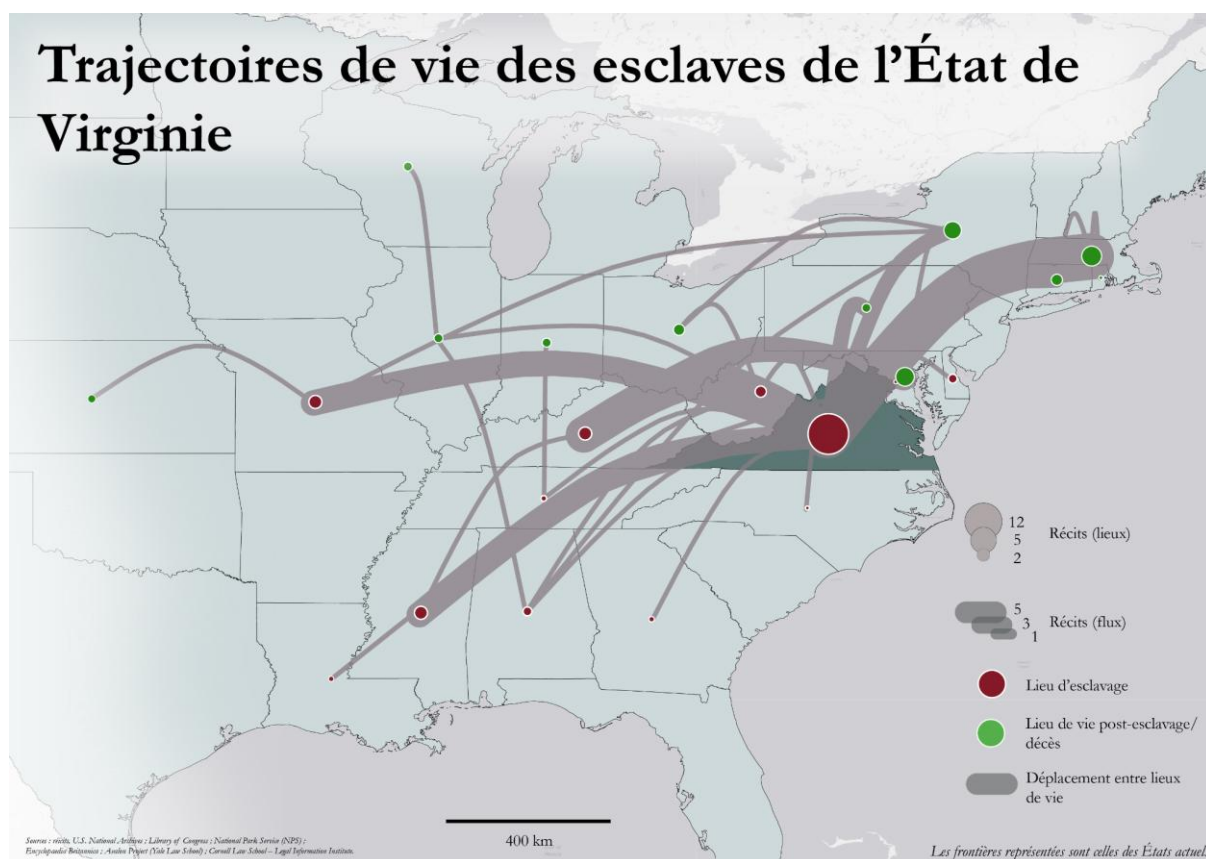 Trajectoires de vie des esclaves de l'État de
Virginie
12
5
2
Récits (lieux)
5
3
1
Récits (flux)
Lieu d'esclavage
Lieu de vie post-esclavage/
décès
Déplacement entre lieux
de vie
400 km
Sources : récits, U.S. National Archives ; Library of Congress ; National Park Service (NPS) ;
Encyclopaedia Britannica ; Avalon Project (Yale Law School) ; Cornell Law School – Legal Information Institute.
Les frontières représentées sont celles des États actuel